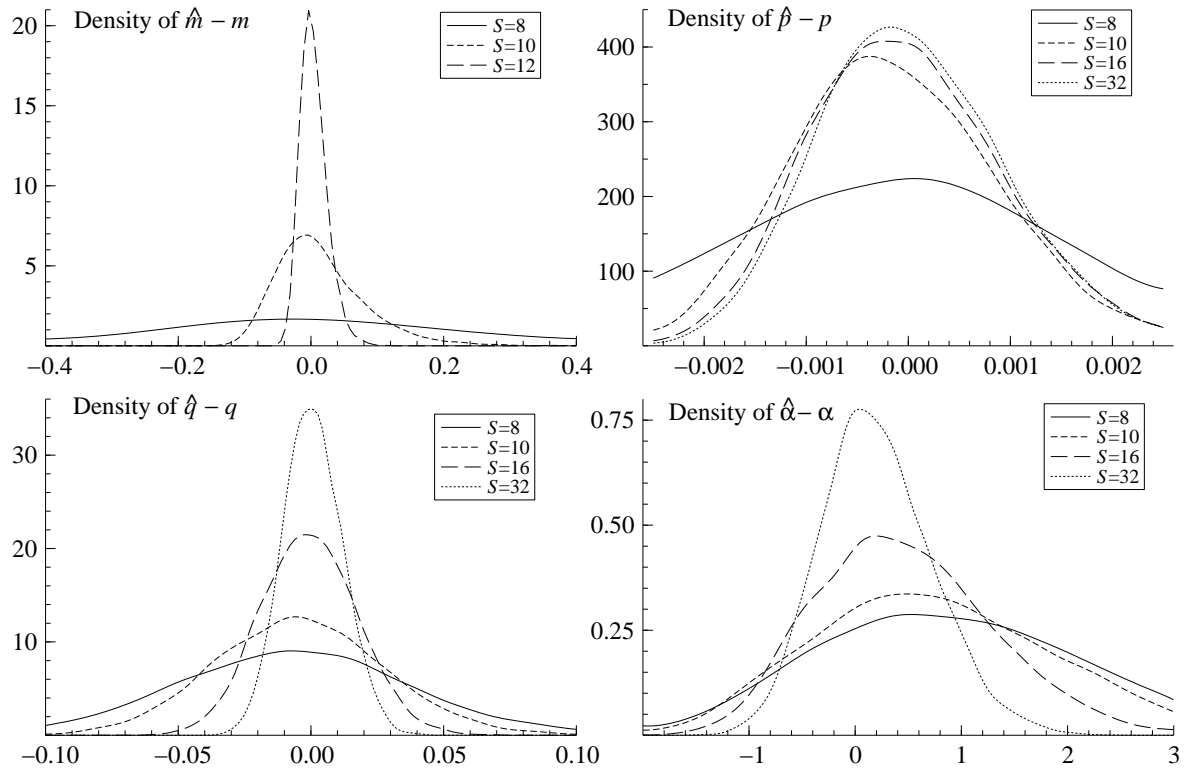 Density of m̂ − m
S=8
S=10
S=12
20
15
10
5
−0.4
−0.2
0.0
0.2
0.4
Density of p̂ − p
S=8
S=10
S=16
S=32
400
300
200
100
−0.002
−0.001
0.000
0.001
0.002
Density of q̂ − q
S=8
S=10
S=16
S=32
30
20
10
−0.10
−0.05
0.00
0.05
0.10
Density of α̂ − α
S=8
S=10
S=16
S=32
0.75
0.50
0.25
−1
0
1
2
3